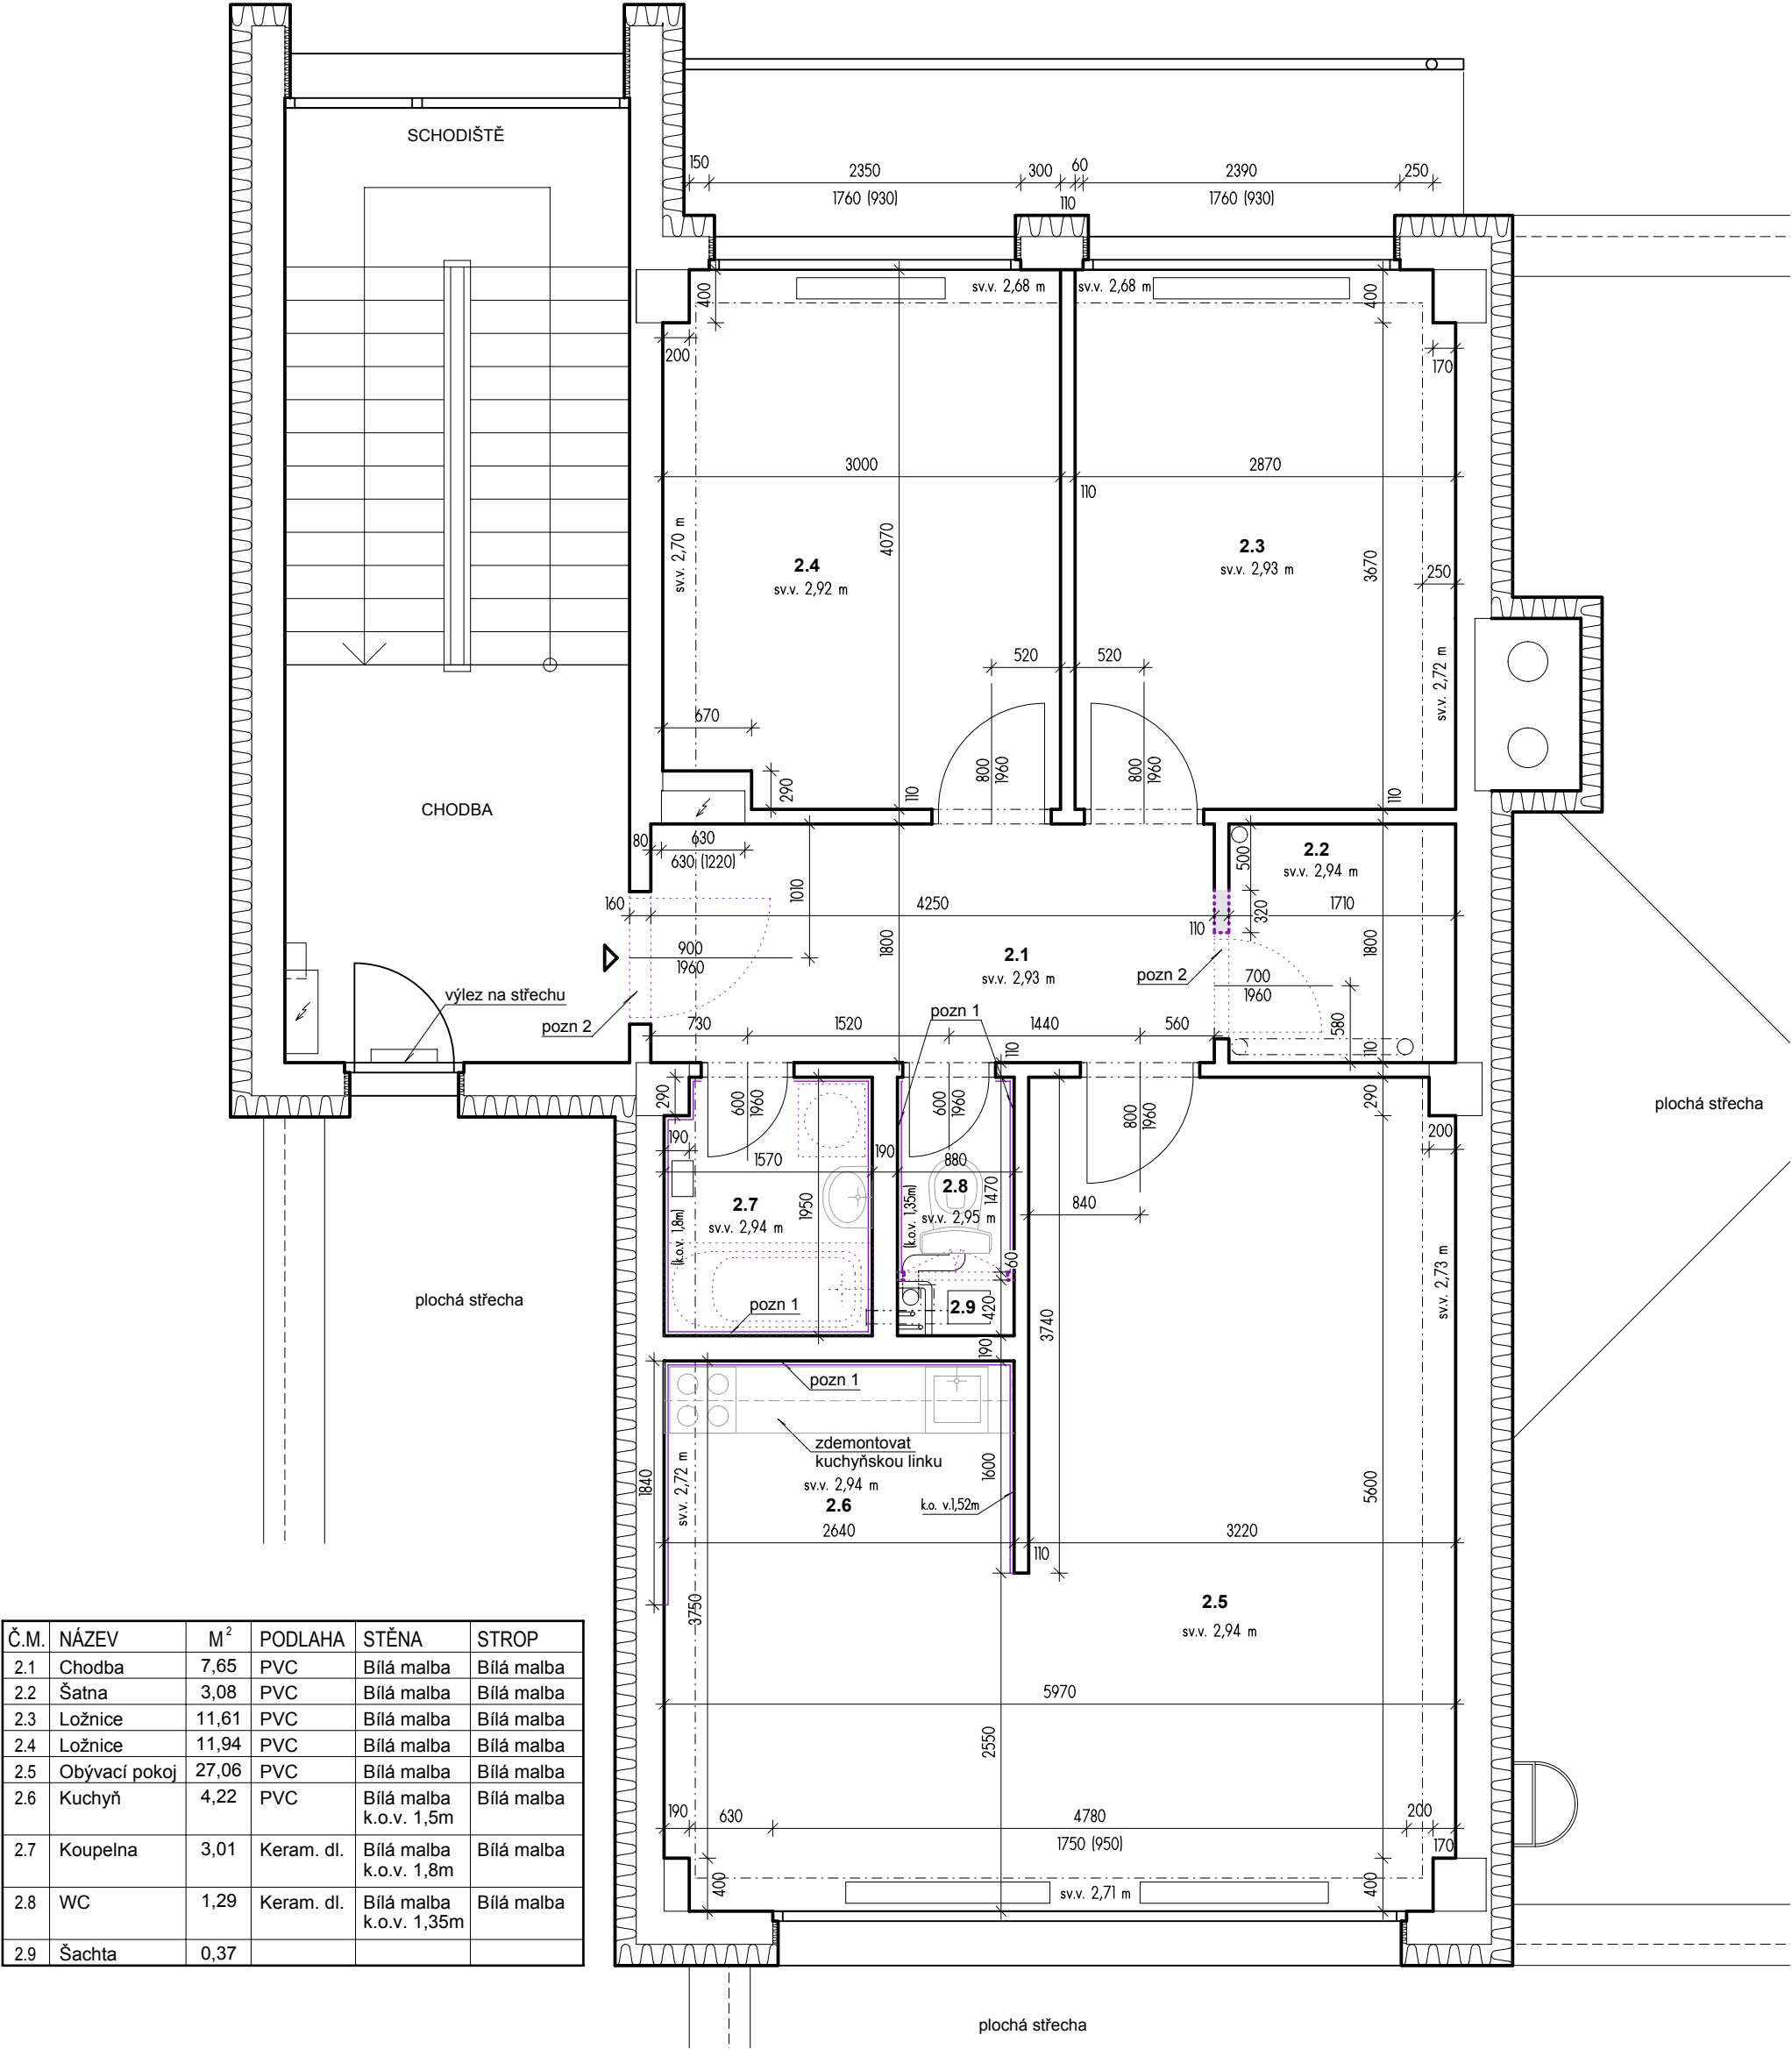 SCHODIŠTĚ
150
2350
300
60
2390
250
1760 (930)
110
1760 (930)
400
sv.v. 2,68 m
sv.v. 2,68 m
400
200
170
3000
2870
110
sv.v. 2,70 m
4070
2.4
sv.v. 2,92 m
2.3
sv.v. 2,93 m
3670
250
520
520
sv.v. 2,72 m
670
800
1960
800
1960
290
110
110
CHODBA
80
630
630 (1220)
1010
500
2.2
sv.v. 2,94 m
160
4250
110
320
1710
900
1960
1800
2.1
sv.v. 2,93 m
pozn 2
700
1960
1800
výlez na střechu
pozn 2
730
1520
pozn 1
1440
560
580
110
110
290
600
1960
600
1960
800
1960
290
plochá střecha
190
1570
190
880
200
2.7
sv.v. 2,94 m
1950
(k.o.v. 1,8m)
(k.o.v. 1,35m)
2.8
sv.v. 2,95 m
1470
840
60
sv.v. 2,73 m
plochá střecha
pozn 1
2.9
420
3740
190
pozn 1
zdemontovat
kuchyňskou linku
sv.v. 2,94 m
2.6
1840
sv.v. 2,72 m
1600
k.o. v.1,52m
5600
2640
110
3220
3750
2.5
sv.v. 2,94 m
5970
2550
190
630
4780
200
1750 (950)
170
400
sv.v. 2,71 m
400
plochá střecha
Č.M. NÁZEV M² PODLAHA STĚNA STROP
2.1 Chodba 7,65 PVC Bílá malba Bílá malba
2.2 Šatna 3,08 PVC Bílá malba Bílá malba
2.3 Ložnice 11,61 PVC Bílá malba Bílá malba
2.4 Ložnice 11,94 PVC Bílá malba Bílá malba
2.5 Obývací pokoj 27,06 PVC Bílá malba Bílá malba
2.6 Kuchyň 4,22 PVC Bílá malba Bílá malba
k.o.v. 1,5m
2.7 Koupelna 3,01 Keram. dl. Bílá malba Bílá malba
k.o.v. 1,8m
2.8 WC 1,29 Keram. dl. Bílá malba Bílá malba
k.o.v. 1,35m
2.9 Šachta 0,37